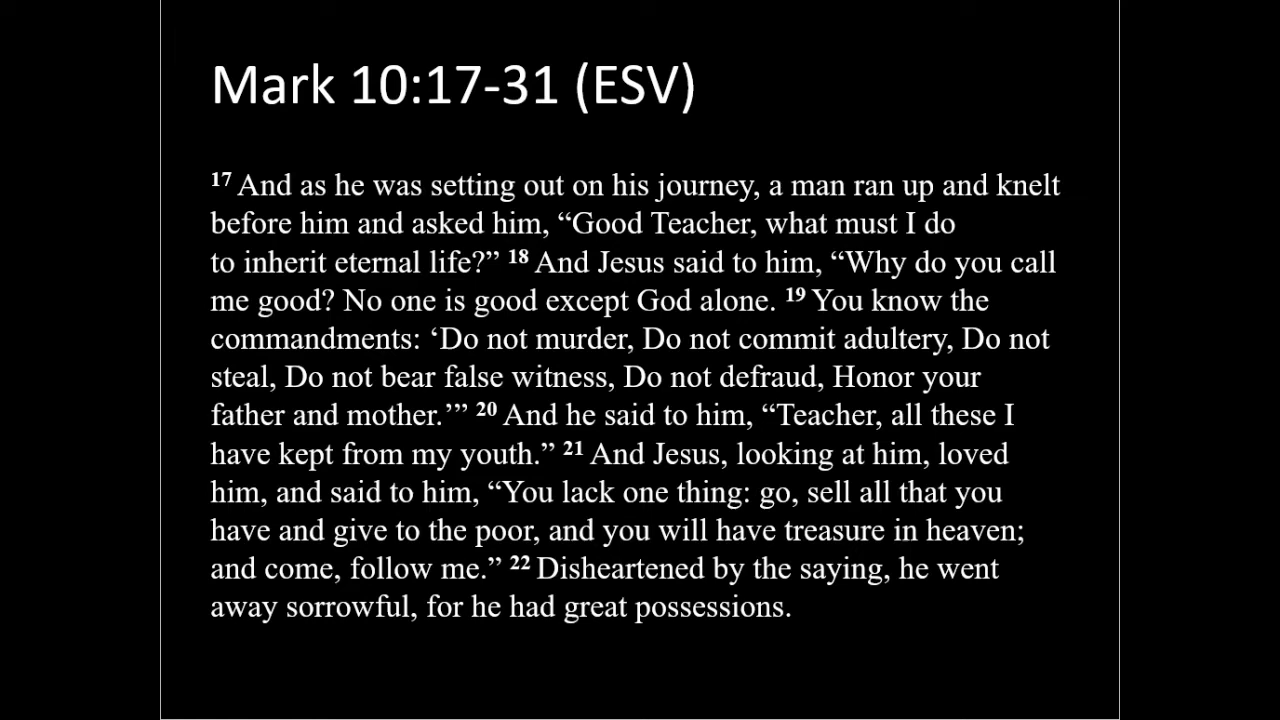 Mark 10:17-31 (ESV)
17 And as he was setting out on his journey, a man ran up and knelt
before him and asked him, “Good Teacher, what must I do
to inherit eternal life?” 18 And Jesus said to him, “Why do you call
me good? No one is good except God alone. 19 You know the
commandments: ‘Do not murder, Do not commit adultery, Do not
steal, Do not bear false witness, Do not defraud, Honor your
father and mother.’” 20 And he said to him, “Teacher, all these I
have kept from my youth.” 21 And Jesus, looking at him, loved
him, and said to him, “You lack one thing: go, sell all that you
have and give to the poor, and you will have treasure in heaven;
and come, follow me.” 22 Disheartened by the saying, he went
away sorrowful, for he had great possessions.